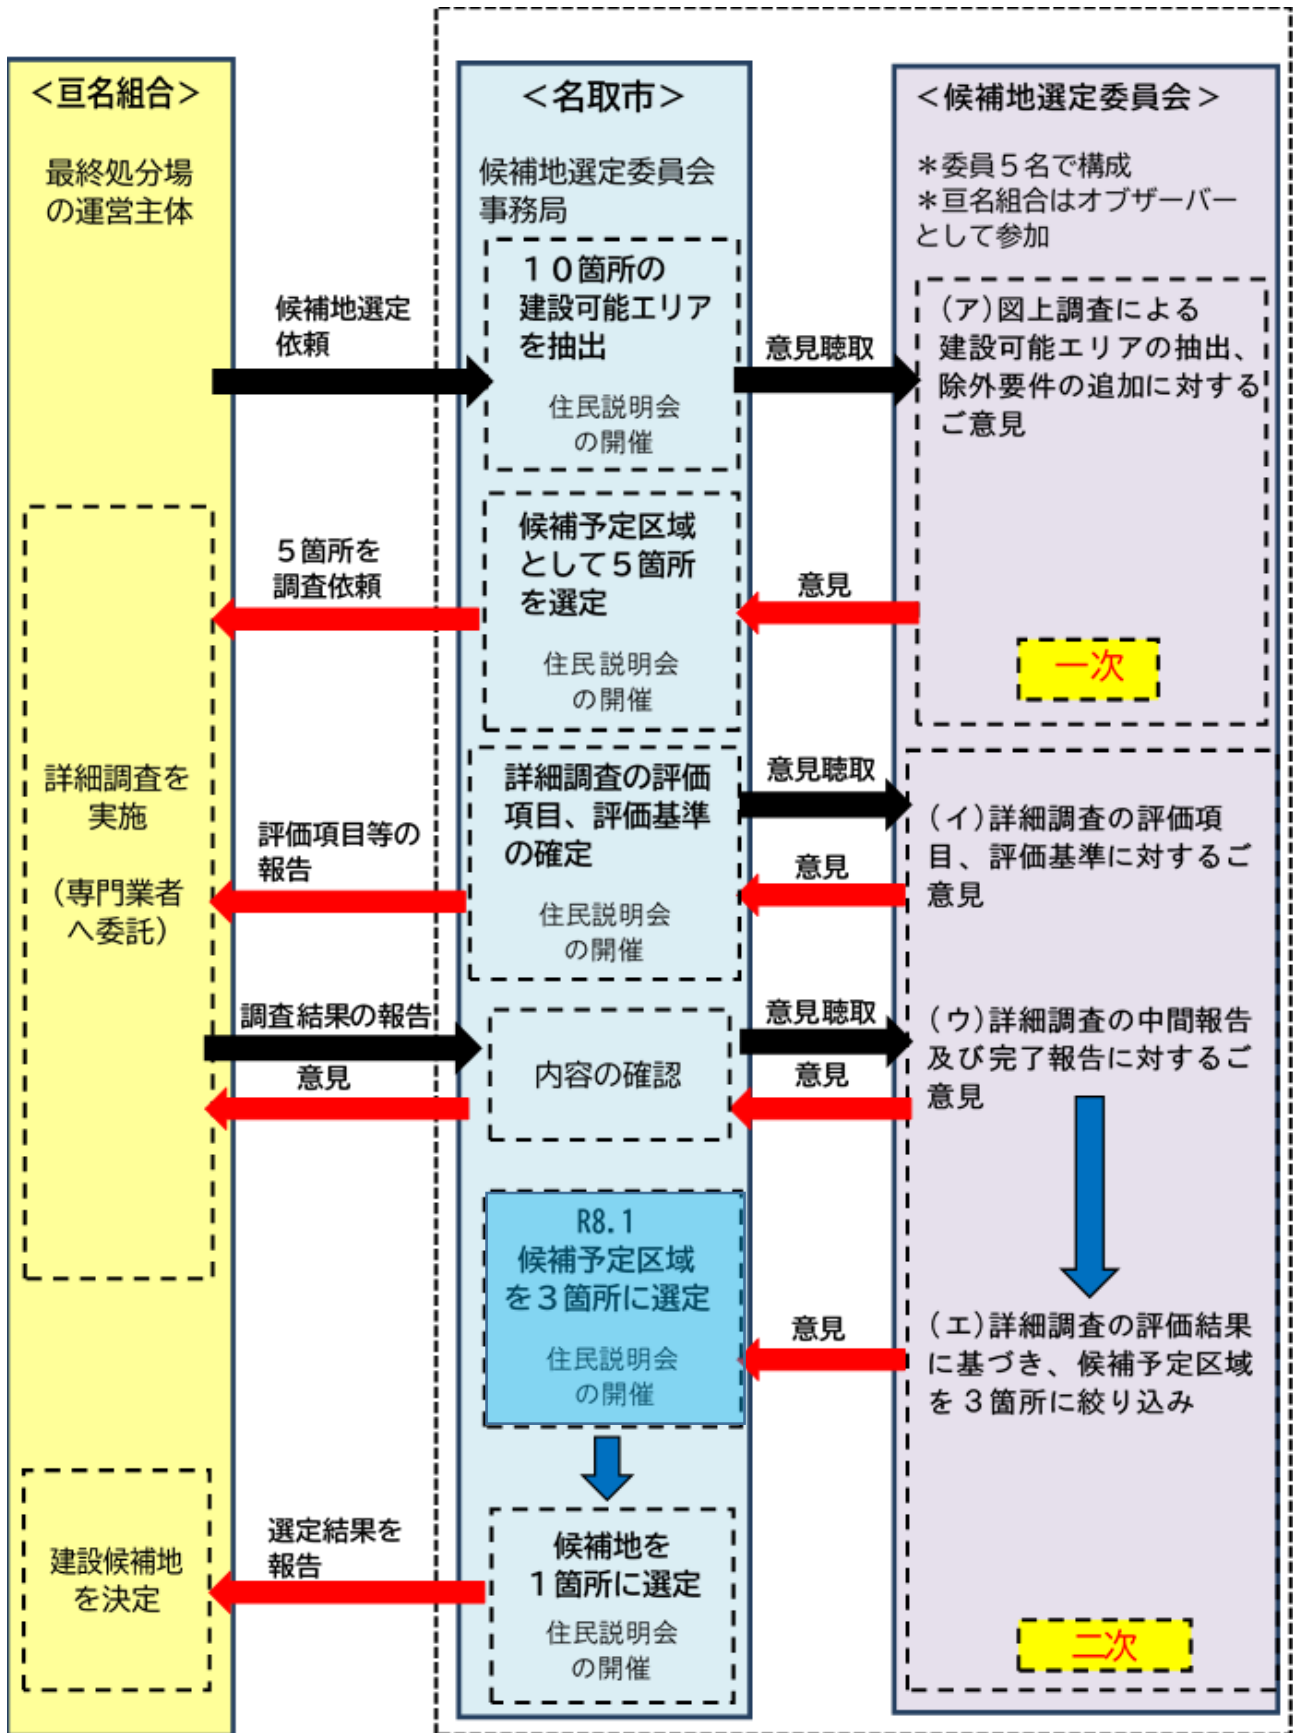 ＜亘名組合＞
最終処分場
の運営主体
詳細調査を
実施
（専門業者
へ委託）
建設候補地
を決定
候補地選定
依頼
５箇所を
調査依頼
評価項目等の
報告
調査結果の報告
意見
選定結果を
報告
＜名取市＞
候補地選定委員会
事務局
１０箇所の
建設可能エリア
を抽出
住民説明会
の開催
候補予定区域
として５箇所
を選定
住民説明会
の開催
詳細調査の評価
項目、評価基準
の確定
住民説明会
の開催
内容の確認
R8.1
候補予定区域
を３箇所に選定
住民説明会
の開催
候補地を
１箇所に選定
住民説明会
の開催
意見聴取
意見
意見聴取
意見
意見聴取
意見
意見
＜候補地選定委員会＞
＊委員５名で構成
＊亘名組合はオブザーバー
として参加
（ア）図上調査による
建設可能エリアの抽出、
除外要件の追加に対する
ご意見
一次
（イ）詳細調査の評価項
目、評価基準に対するご
意見
（ウ）詳細調査の中間報告
及び完了報告に対するご
意見
（エ）詳細調査の評価結果
に基づき、候補予定区域
を３箇所に絞り込み
二次